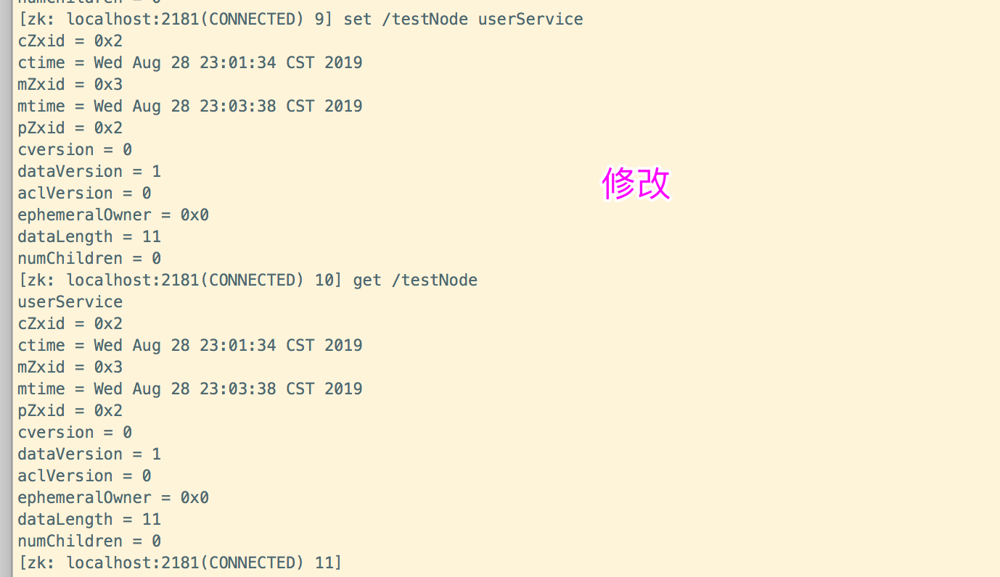 numChildren = 0
[zk: localhost:2181(CONNECTED) 9] set /testNode userService
cZxid = 0x2
ctime = Wed Aug 28 23:01:34 CST 2019
mZxid = 0x3
mtime = Wed Aug 28 23:03:38 CST 2019
pZxid = 0x2
cversion = 0
dataVersion = 1
修改
aclVersion = 0
ephemeralOwner = 0x0
dataLength = 11
numChildren = 0
[zk: localhost:2181(CONNECTED) 10] get /testNode
userService
cZxid = 0x2
ctime = Wed Aug 28 23:01:34 CST 2019
mZxid = 0x3
mtime = Wed Aug 28 23:03:38 CST 2019
pZxid = 0x2
cversion = 0
dataVersion = 1
aclVersion = 0
ephemeralOwner = 0x0
dataLength = 11
numChildren = 0
[zk: localhost:2181(CONNECTED) 11]